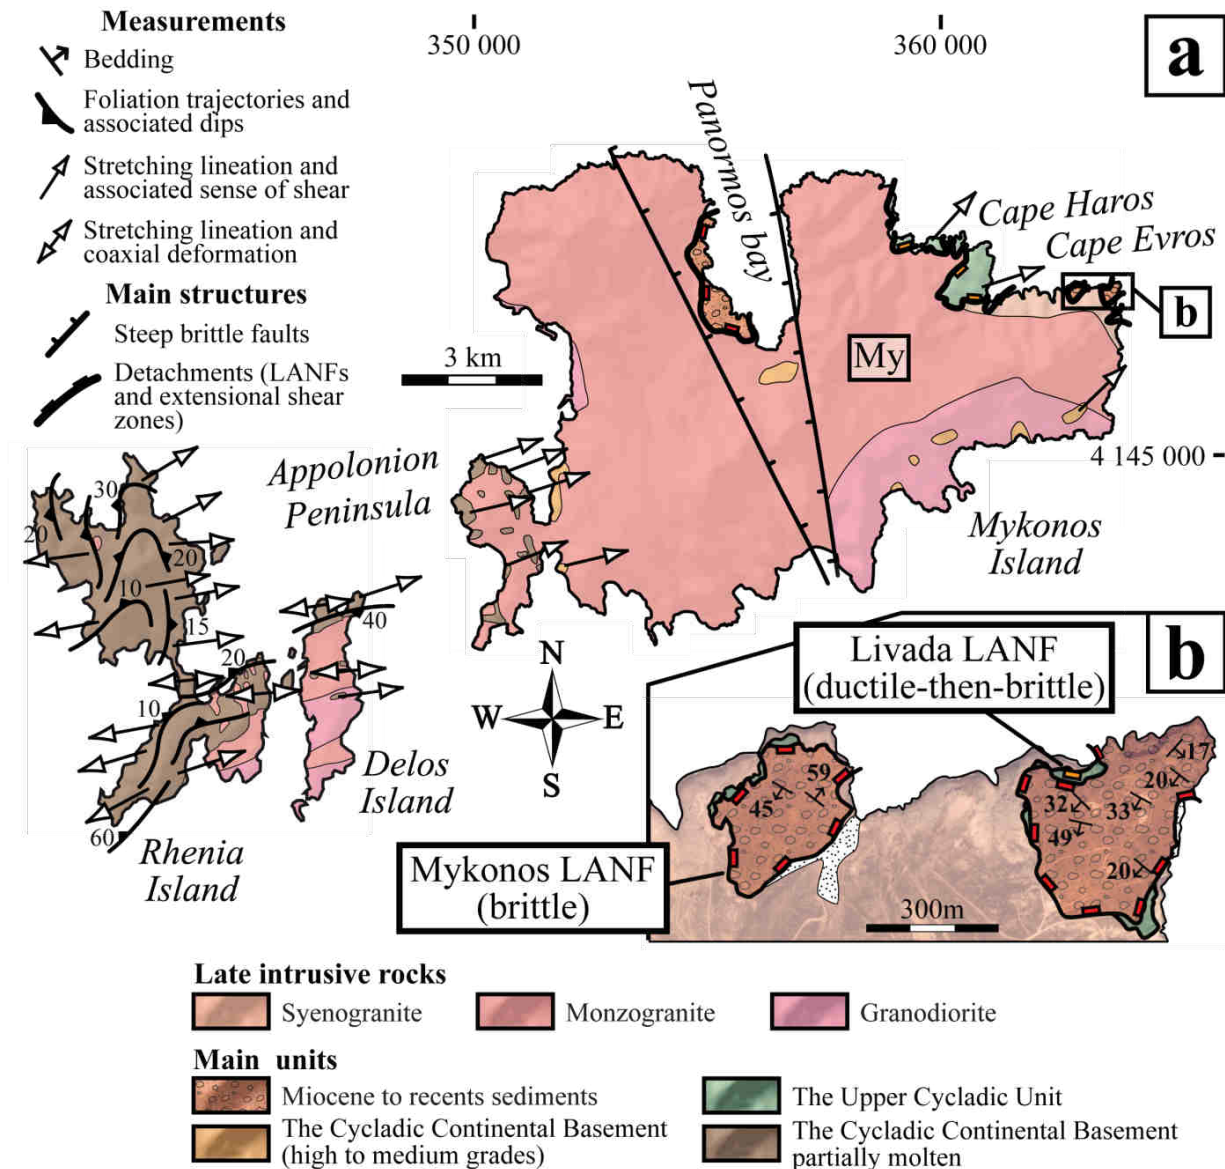 Measurements
Bedding
Foliation trajectories and
associated dips
Stretching lineation and
associated sense of shear
Stretching lineation and
coaxial deformation
Main structures
Steep brittle faults
Detachments (LANFs
and extensional shear
zones)
350 000
360 000
a
Panormos bay
Cape Haros
Cape Evros
b
My
3 km
4 145 000
Appolonion
Peninsula
Mykonos
Island
30
20
20
10
15
20
10
60
40
Rhenia
Island
Delos
Island
N
W
E
S
b
Livada LANF
(ductile-then-brittle)
Mykonos LANF
(brittle)
59
45
17
20
32
33
49
20
300m
Late intrusive rocks
Syenogranite
Monzogranite
Granodiorite
Main units
Miocene to recents sediments
The Upper Cycladic Unit
The Cycladic Continental Basement
(high to medium grades)
The Cycladic Continental Basement
partially molten